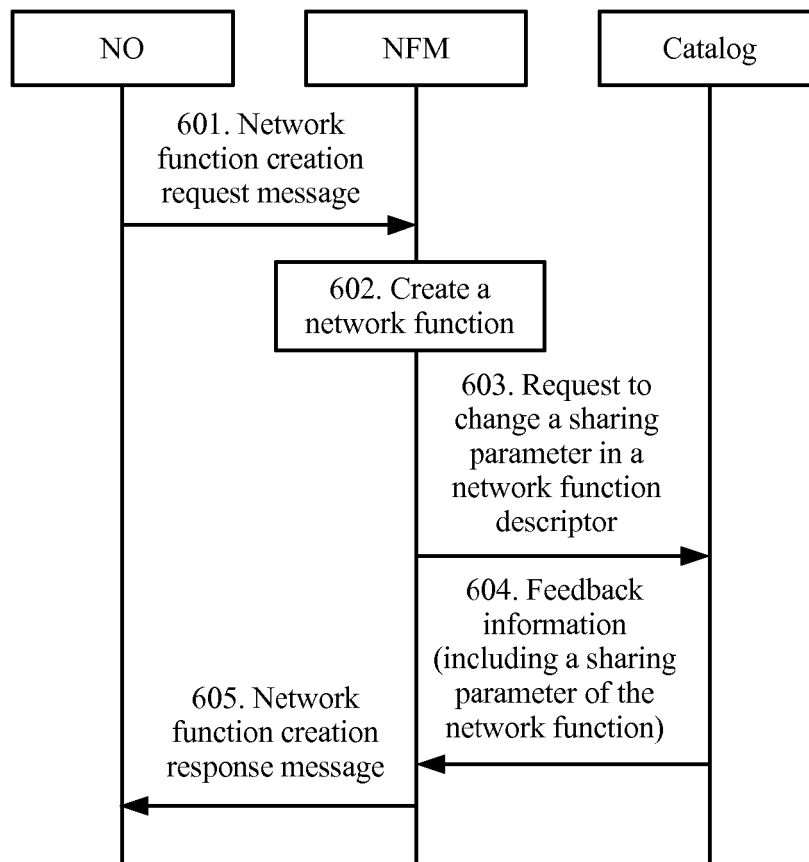 NO
NFM
Catalog
601. Network
function creation
request message
602. Create a
network function
603. Request to
change a sharing
parameter in a
network function
descriptor
604. Feedback
information
(including a sharing
parameter of the
network function)
605. Network
function creation
response message